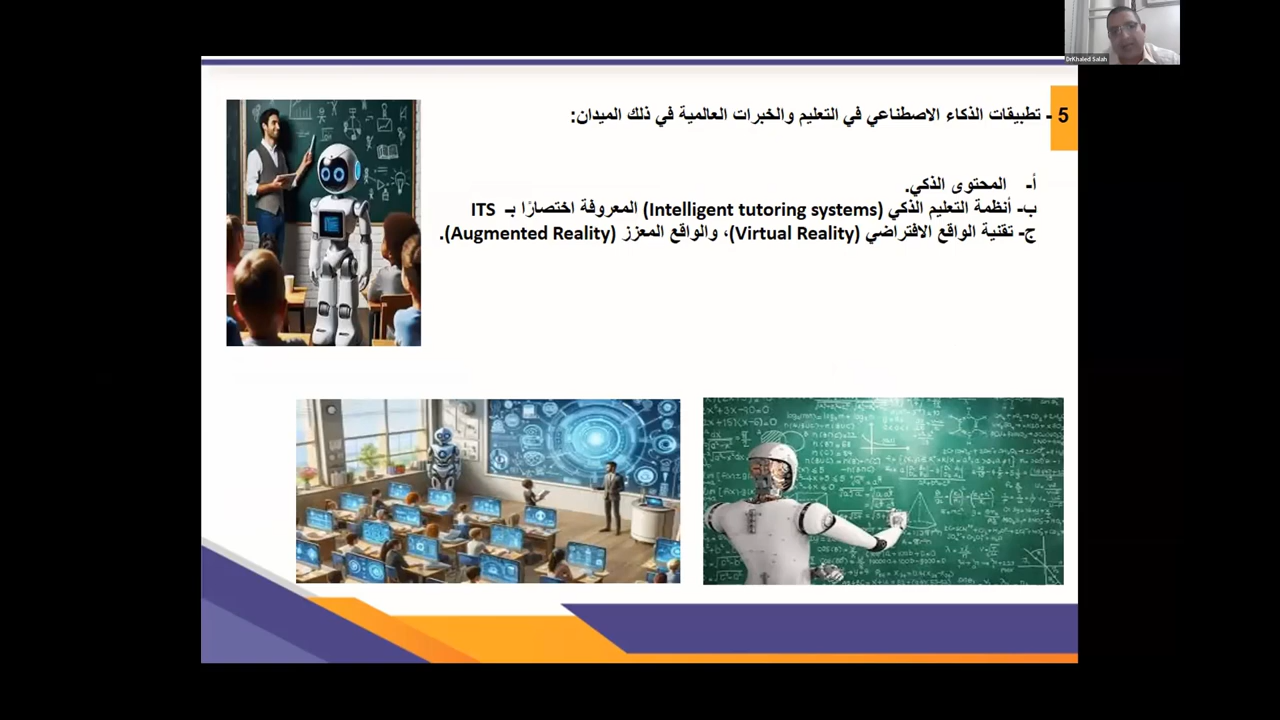 DrKhaled Salah
5 - تطبيقات الذكاء الاصطناعي في التعليم والخبرات العالمية في ذلك الميدان:
أ- المحتوى الذكي.
ب- أنظمة التعليم الذكي (Intelligent tutoring systems) المعروفة اختصارًا بـ ITS
ج- تقنية الواقع الافتراضي (Virtual Reality)، والواقع المعزز (Augmented Reality).